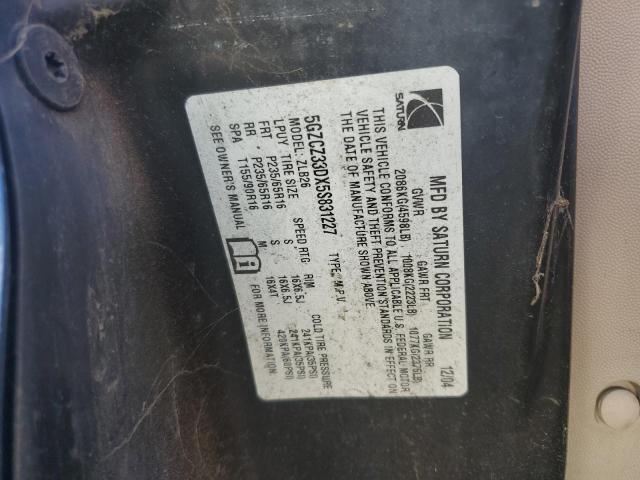 SATURN
MFD BY SATURN CORPORATION 12/04
GVWR GAWR FRT GAWR RR
2086KG(4598LB) 1008KG(2223LB) 1077KG(2375LB)
THIS VEHICLE CONFORMS TO ALL APPLICABLE U.S. FEDERAL MOTOR
VEHICLE SAFETY AND THEFT PREVENTION STANDARDS IN EFFECT ON
THE DATE OF MANUFACTURE SHOWN ABOVE
5GZCZ33DX5S831227 TYPE: M.P.V.
MODEL: ZLB26
LPUY TIRE SIZE SPEED RTG RIM COLD TIRE PRESSURE
FRT P235/65R16 S 16X6.5J 241KPA(35PSI)
RR P235/65R16 S 16X6.5J 241KPA(35PSI)
SPA T155/90R16 M 16X4T 420KPA(60PSI)
SEE OWNER'S MANUAL FOR MORE INFORMATION